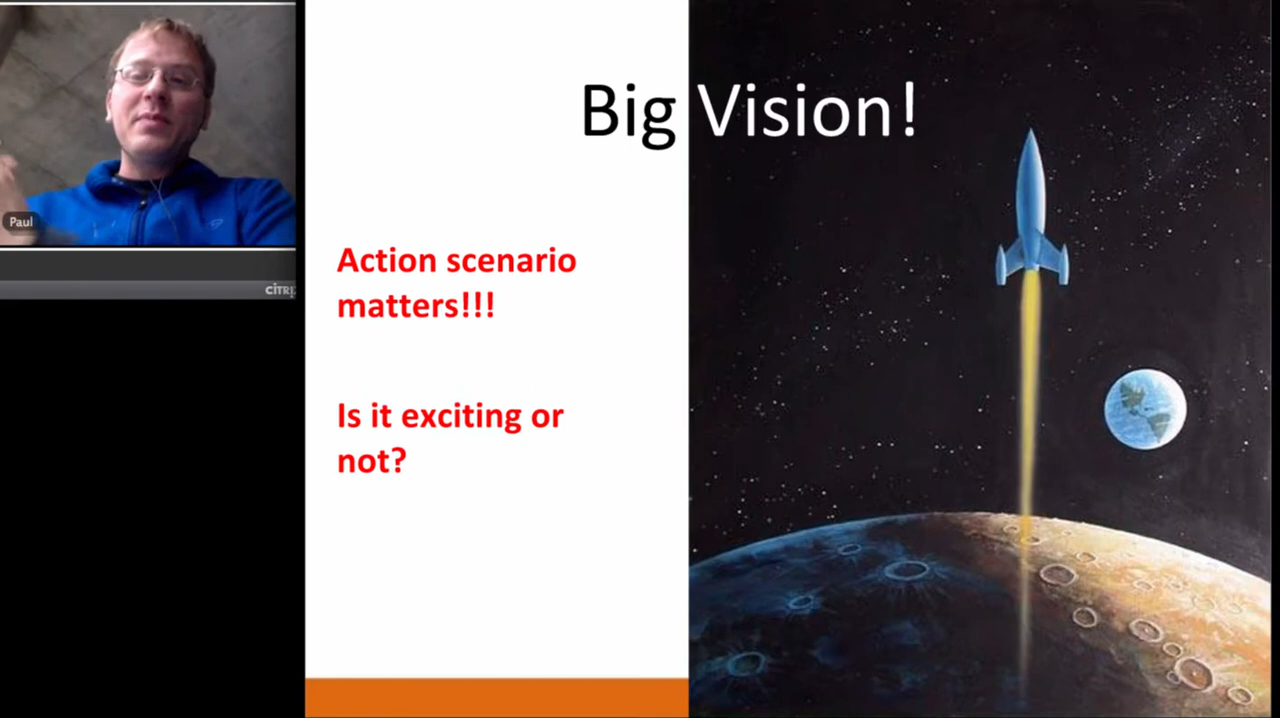 Big Vision!
Action scenario
matters!!!
Is it exciting or
not?
Paul
CITRI